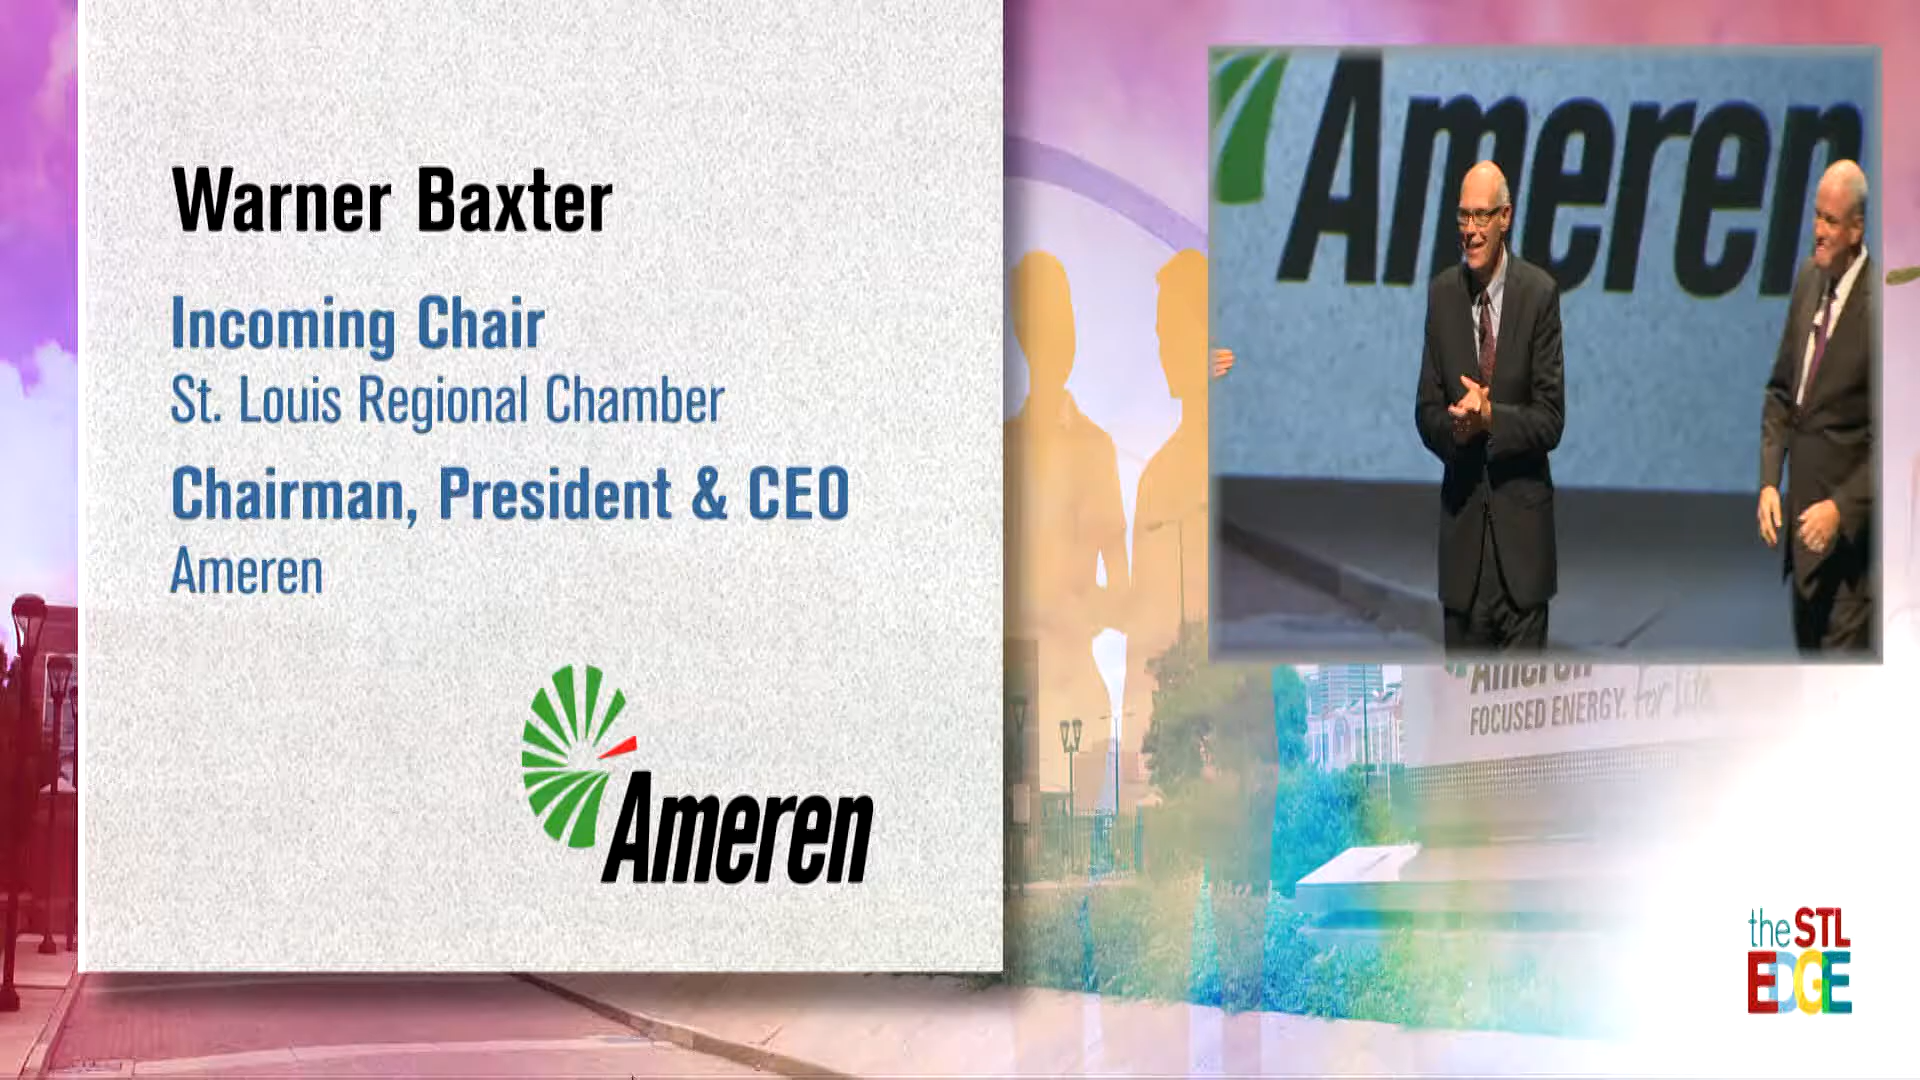 Warner Baxter
Incoming Chair
St. Louis Regional Chamber
Chairman, President & CEO
Ameren
Ameren
Ameren
Ameren
FOCUSED ENERGY. For life.
the STL
EDGE